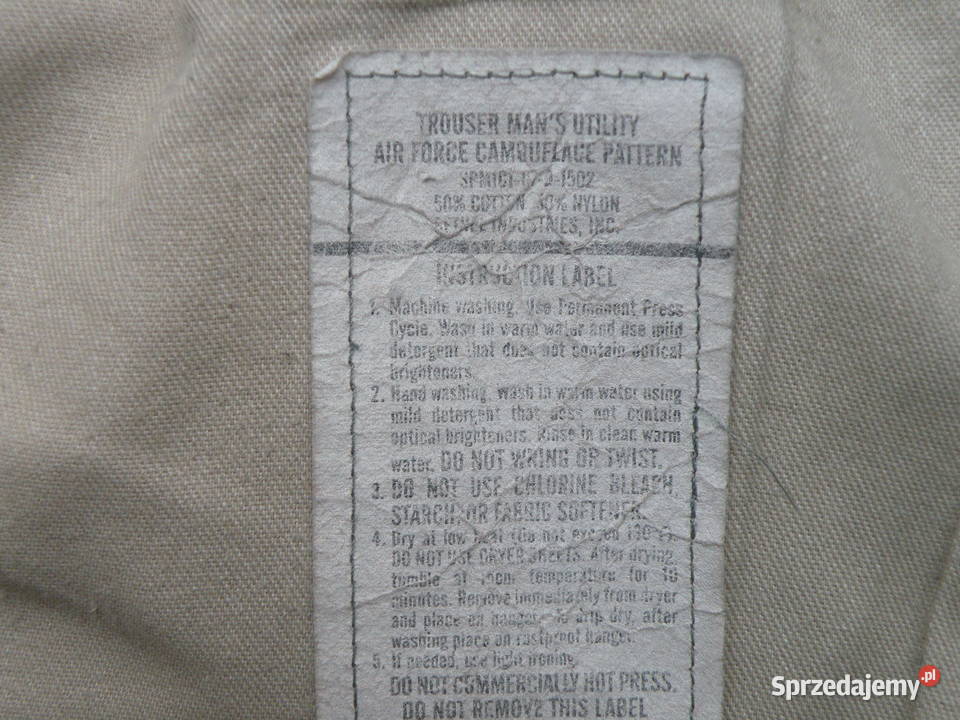 TROUSER MAN'S UTILITY
AIR FORCE CAMOUFLAGE PATTERN
50% COTTON 50% NYLON
INDUSTRIES, INC.
INSTRUCTION LABEL
1. Machine washing, Use Permanent Press
Cycle. Wash in warm water and use mild
detergent that does not contain optical
brighteners.
2. Hand washing, wash in warm water using
mild detergent that does not contain
optical brighteners. Rinse in clean warm
water. DO NOT WRING OR TWIST.
3. DO NOT USE CHLORINE BLEACH,
STARCH, OR FABRIC SOFTENER.
4. Dry at low heat (do not exceed
DO NOT USE DRYER SHEETS. After drying,
tumble at room temperature for 10
minutes. Remove immediately from dryer
and place on hanger. To drip dry, after
washing place on rustproof hanger.
5. If needed, use light ironing.
DO NOT COMMERCIALLY HOT PRESS.
DO NOT REMOVE THIS LABEL
Sprzedajemy.pl